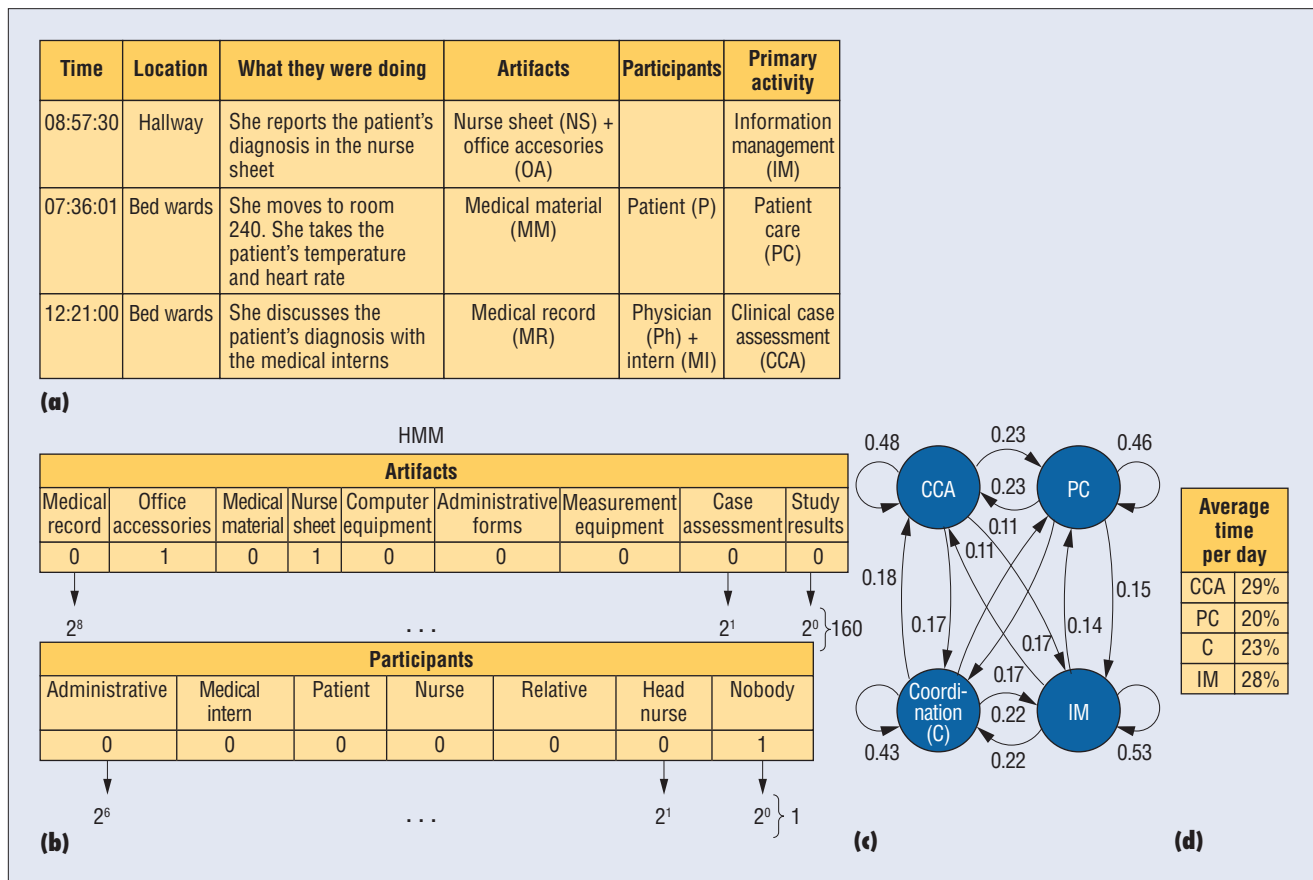 Time Location What they were doing Artifacts Participants Primary
activity
08:57:30 Hallway She reports the patient's
diagnosis in the nurse
sheet
Nurse sheet (NS) +
office accesories
(OA)
Information
management
(IM)
07:36:01 Bed wards She moves to room
240. She takes the
patient's temperature
and heart rate
Medical material
(MM)
Patient (P)
Patient
care
(PC)
12:21:00 Bed wards She discusses the
patient's diagnosis with
the medical interns
Medical record
(MR)
Physician
(Ph) +
intern (MI)
Clinical case
assessment
(CCA)
(a)
HMM
Artifacts
Medical
record
Office
accessories
Medical
material
Nurse
sheet
Computer
equipment
Administrative
forms
Measurement
equipment
Case
assessment
Study
results
0 1 0 1 0 0 0 0 0
2⁸ . . . 2¹ 2⁰ } 160
Participants
Administrative
Medical
intern
Patient
Nurse
Relative
Head
nurse
Nobody
0 0 0 0 0 0 1
2⁶ . . . 2¹ 2⁰ } 1
(b)
0.48 0.23 0.46
CCA 0.23 PC
0.11
0.11
0.18 0.15
0.17 0.17 0.14
0.17
Coordi-
nation
(C)
0.22 IM
0.43 0.22 0.53
(c)
Average
time
per day
CCA 29%
PC 20%
C 23%
IM 28%
(d)